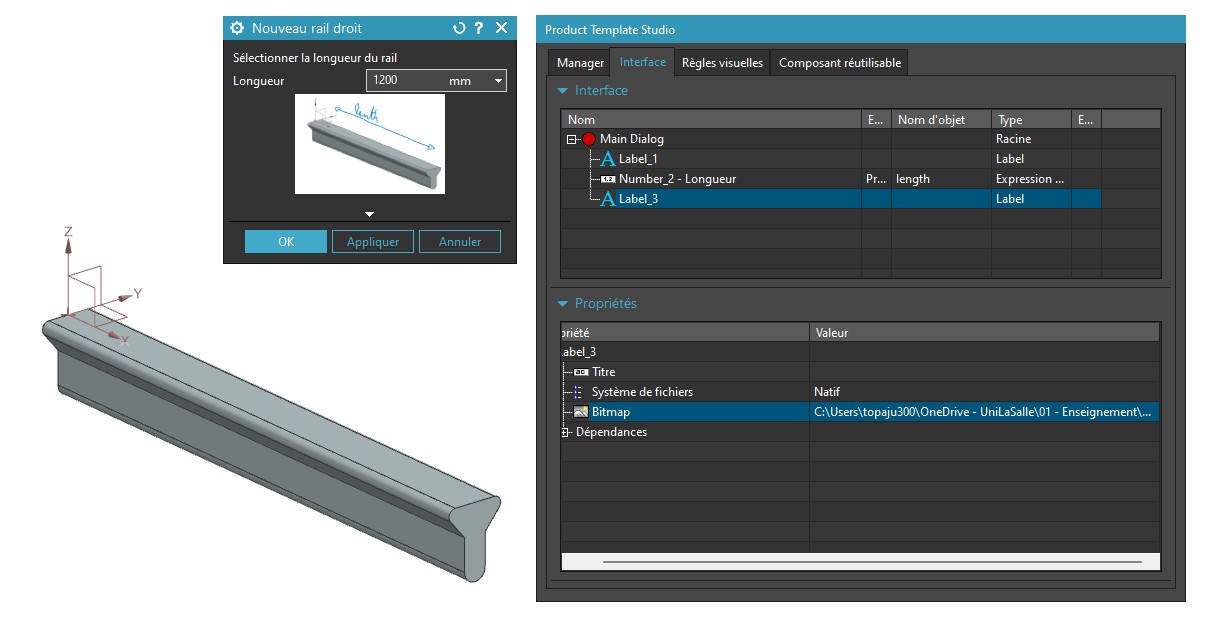 Nouveau rail droit
Sélectionner la longueur du rail
Longueur 1200 mm
lenth
OK Appliquer Annuler
Z
Y
X
Product Template Studio
Manager Interface Règles visuelles Composant réutilisable
Interface
Nom E... Nom d'objet Type E...
Main Dialog Racine
Label_1 Label
Number_2 - Longueur Pr... length Expression ...
Label_3 Label
Propriétés
priété Valeur
abel_3
Titre
Système de fichiers Natif
Bitmap C:\Users\topaju300\OneDrive - UniLaSalle\01 - Enseignement\...
Dépendances